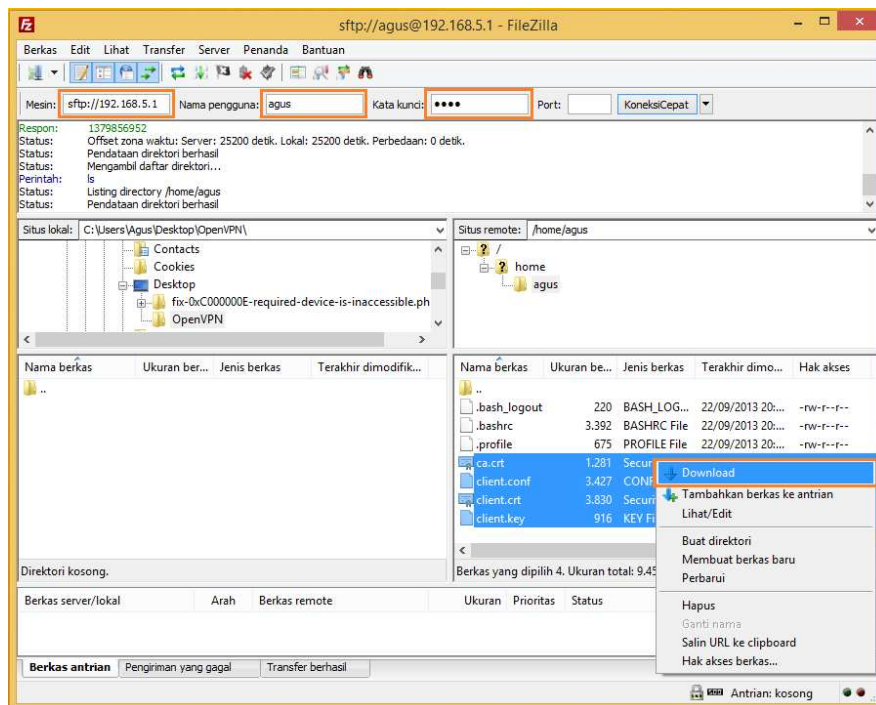 sftp://agus@192.168.5.1 - FileZilla
Berkas Edit Lihat Transfer Server Penanda Bantuan
Mesin: sftp://192.168.5.1 Nama pengguna: agus Kata kunci: •••• Port: KoneksiCepat
Respon: 1379856952
Status: Offset zona waktu: Server: 25200 detik. Lokal: 25200 detik. Perbedaan: 0 detik.
Status: Pendataan direktori berhasil
Status: Mengambil daftar direktori...
Perintah: ls
Status: Listing directory /home/agus
Status: Pendataan direktori berhasil
Situs lokal: C:\Users\Agus\Desktop\OpenVPN\
Contacts
Cookies
Desktop
fix-0xC000000E-required-device-is-inaccessible.ph
OpenVPN
Situs remote: /home/agus
/
home
agus
Nama berkas Ukuran ber... Jenis berkas Terakhir dimodifik...
..
Direktori kosong.
Nama berkas Ukuran be... Jenis berkas Terakhir dimo... Hak akses
..
.bash_logout 220 BASH_LOG... 22/09/2013 20:... -rw-r--r--
.bashrc 3.392 BASHRC File 22/09/2013 20:... -rw-r--r--
.profile 675 PROFILE File 22/09/2013 20:... -rw-r--r--
ca.crt 1.281 Secur
client.conf 3.427 CONF
client.crt 3.830 Securi
client.key 916 KEY Fi
Berkas yang dipilih 4. Ukuran total: 9.45
Download
Tambahkan berkas ke antrian
Lihat/Edit
Buat direktori
Membuat berkas baru
Perbarui
Hapus
Ganti nama
Salin URL ke clipboard
Hak akses berkas...
Berkas server/lokal Arah Berkas remote Ukuran Prioritas Status
Berkas antrian Pengiriman yang gagal Transfer berhasil
Antrian: kosong